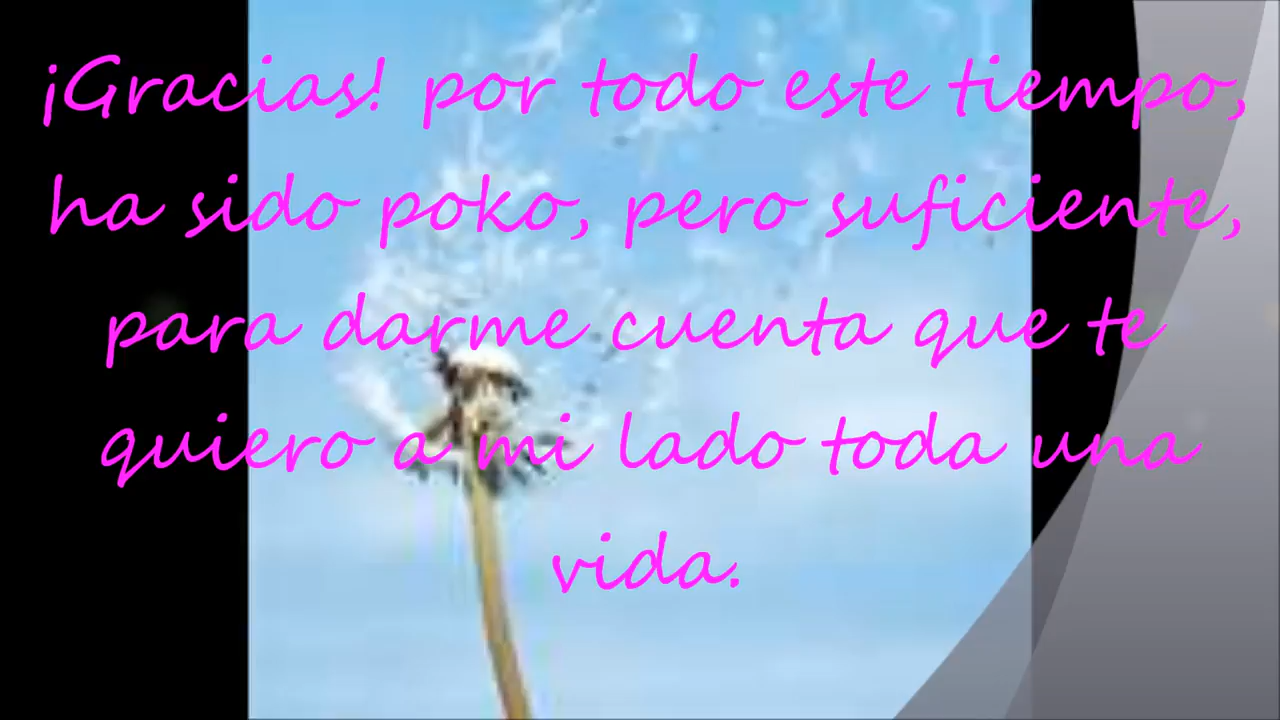 ¡Gracias! por todo este tiempo,
ha sido poko, pero suficiente,
para darme cuenta que te
quiero a mi lado toda una
vida.